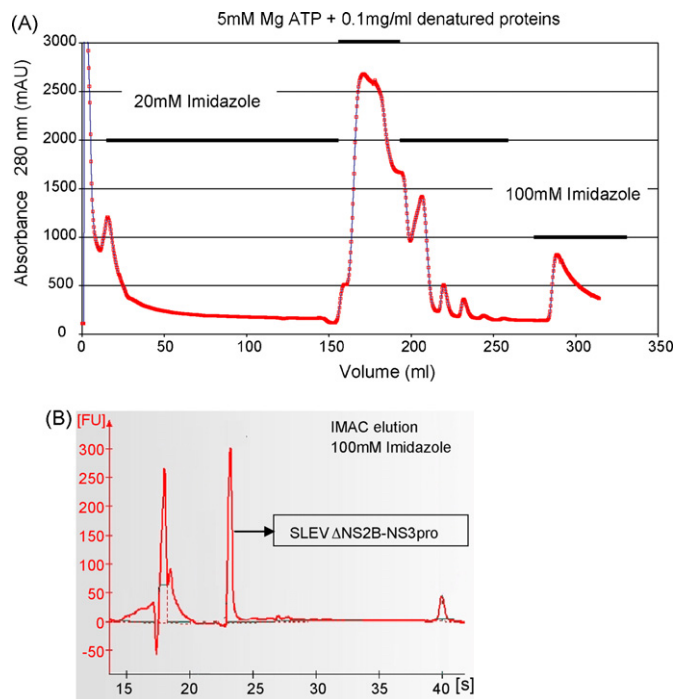 (A)
5mM Mg ATP + 0.1mg/ml denatured proteins
Absorbance 280 nm (mAU)
3000
2500
2000
1500
1000
500
0
20mM Imidazole
100mM Imidazole
0 50 100 150 200 250 300 350
Volume (ml)
(B)
[FU]
300
250
200
150
100
50
0
-50
IMAC elution
100mM Imidazole
SLEV ΔNS2B-NS3pro
15 20 25 30 35 40 [s]